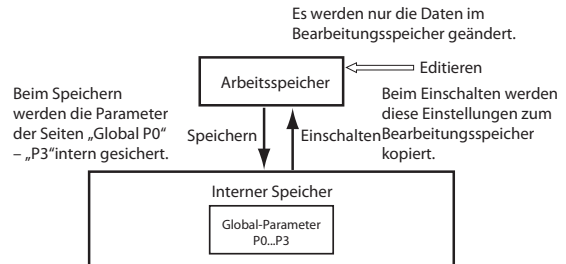 Es werden nur die Daten im
Bearbeitungsspeicher geändert.
Arbeitsspeicher
Editieren
Beim Speichern
werden die Parameter
der Seiten „Global P0“
– „P3“intern gesichert.
Speichern
Einschalten
Beim Einschalten werden
diese Einstellungen zum
Bearbeitungsspeicher
kopiert.
Interner Speicher
Global-Parameter
P0...P3